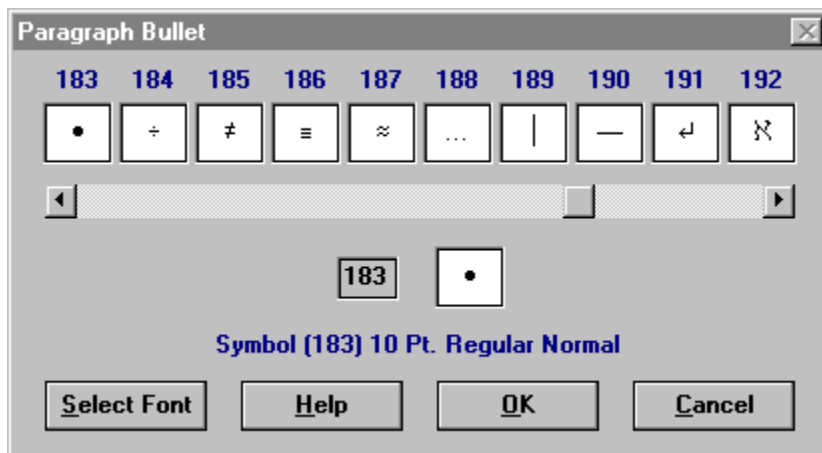 Paragraph Bullet
183 184 185 186 187 188 189 190 191 192
• ÷ ≠ ≡ ≈ … | — ↵ ℵ
183 •
Symbol (183) 10 Pt. Regular Normal
Select Font Help OK Cancel